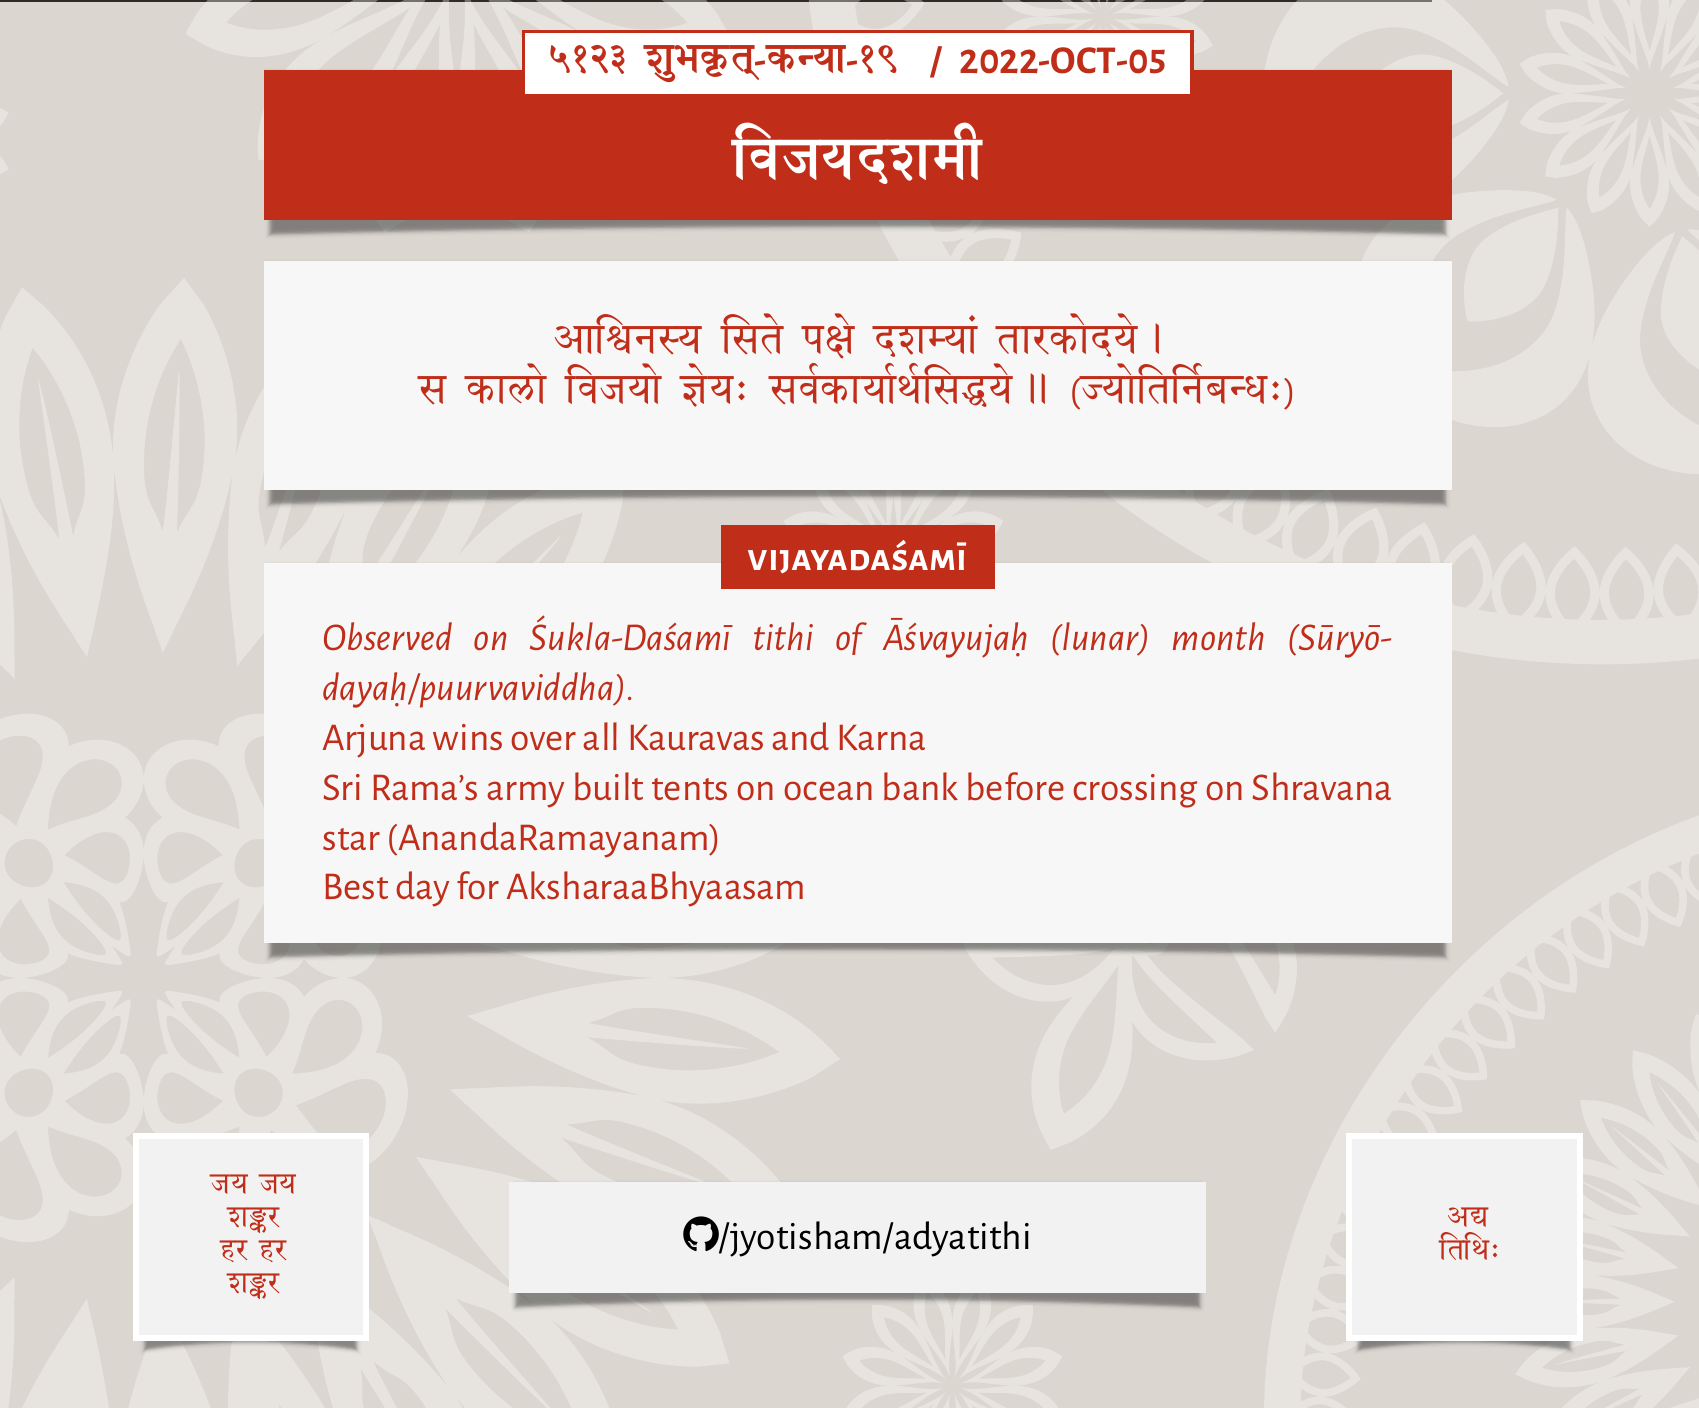 ५१२३ शुभकृत्-कन्या-१९ / 2022-OCT-05
विजयदशमी
आश्विनस्य सिते पक्षे दशम्यां तारकोदये।
स कालो विजयो ज्ञेयः सर्वकार्यार्थसिद्धये॥ (ज्योतिर्निबन्धः)
VIJAYADAŚAMĪ
Observed on Śukla-Daśamī tithi of Āśvayujaḥ (lunar) month (Sūryō-
dayaḥ/puurvaviddha).
Arjuna wins over all Kauravas and Karna
Sri Rama’s army built tents on ocean bank before crossing on Shravana
star (AnandaRamayanam)
Best day for AksharaaBhyaasam
जय जय
शङ्कर
हर हर
शङ्कर
/jyotisham/adyatithi
अद्य
तिथिः